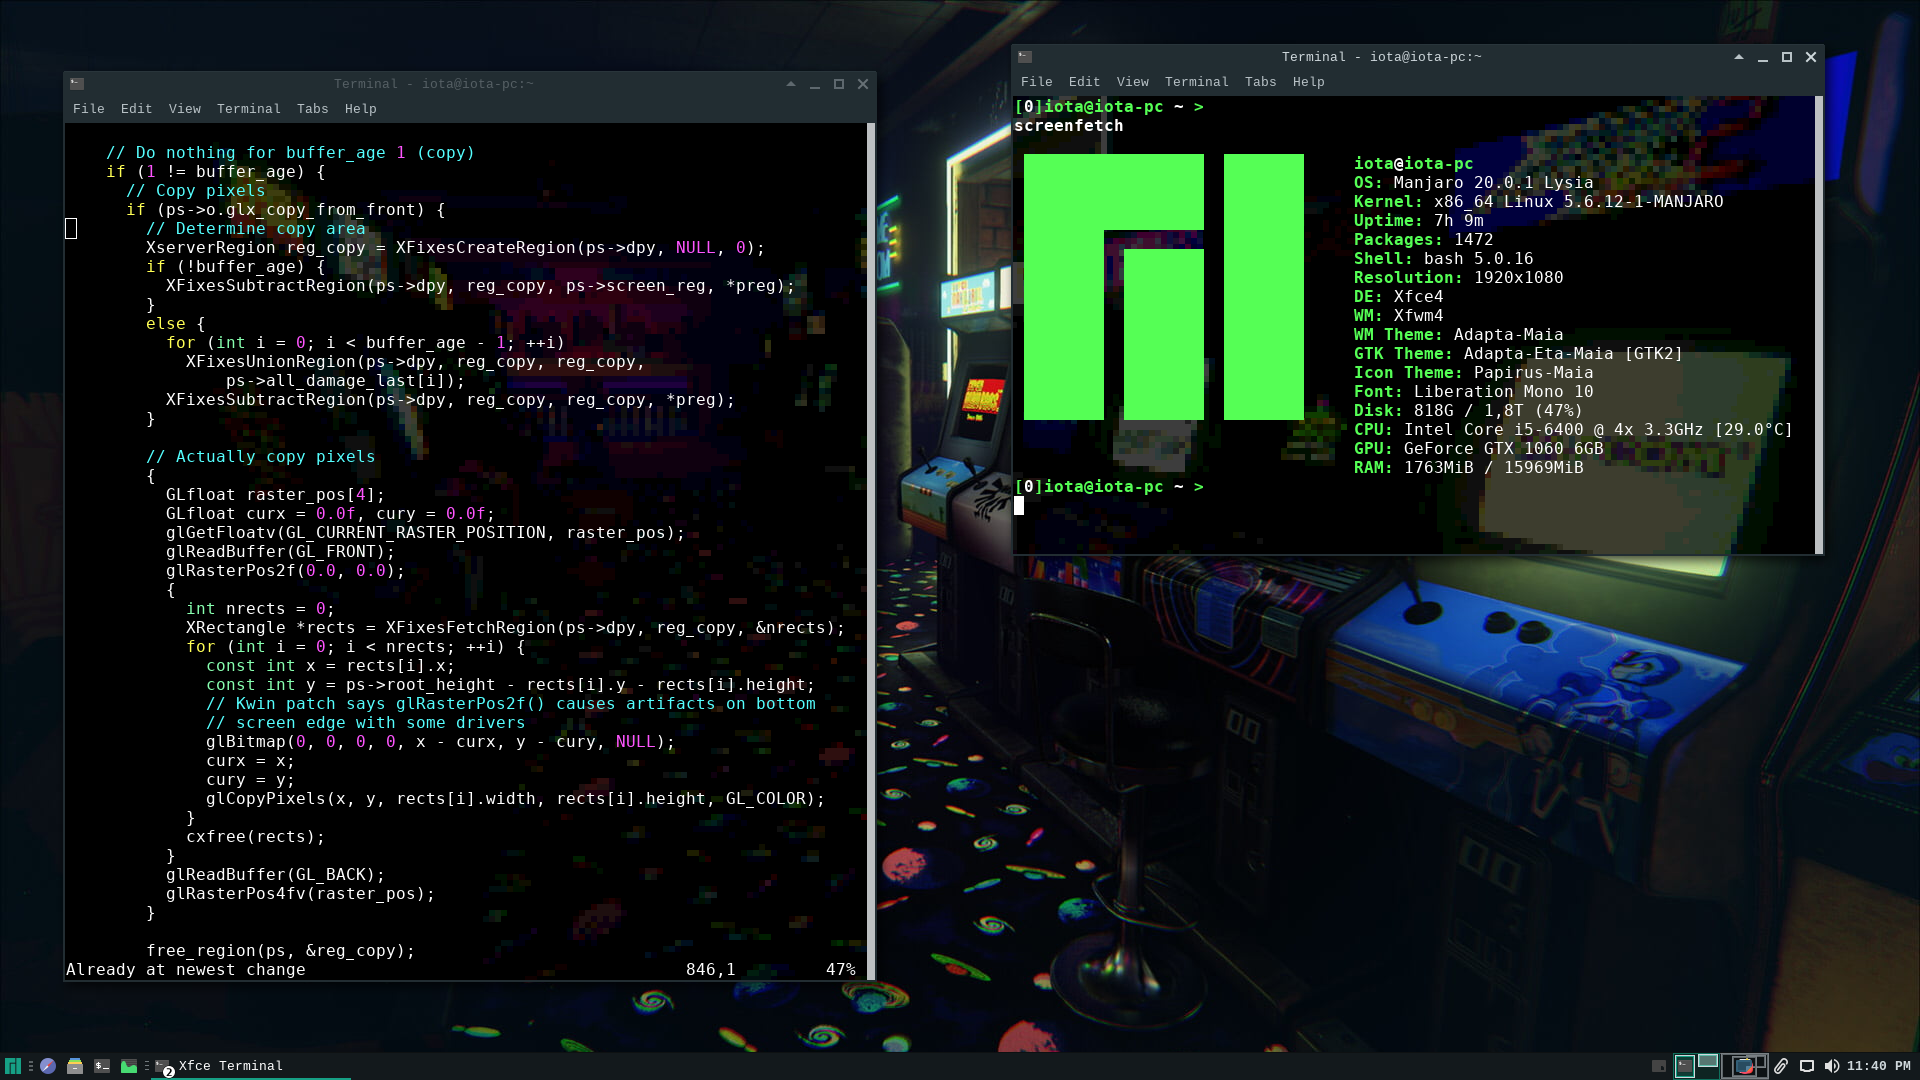 Terminal - iota@iota-pc:~
File Edit View Terminal Tabs Help
// Do nothing for buffer_age 1 (copy)
if (1 != buffer_age) {
// Copy pixels
if (ps->o.glx_copy_from_front) {
// Determine copy area
XserverRegion reg_copy = XFixesCreateRegion(ps->dpy, NULL, 0);
if (!buffer_age) {
XFixesSubtractRegion(ps->dpy, reg_copy, ps->screen_reg, *preg);
}
else {
for (int i = 0; i < buffer_age - 1; ++i)
XFixesUnionRegion(ps->dpy, reg_copy, reg_copy,
ps->all_damage_last[i]);
XFixesSubtractRegion(ps->dpy, reg_copy, reg_copy, *preg);
}
// Actually copy pixels
{
GLfloat raster_pos[4];
GLfloat curx = 0.0f, cury = 0.0f;
glGetFloatv(GL_CURRENT_RASTER_POSITION, raster_pos);
glReadBuffer(GL_FRONT);
glRasterPos2f(0.0, 0.0);
{
int nrects = 0;
XRectangle *rects = XFixesFetchRegion(ps->dpy, reg_copy, &nrects);
for (int i = 0; i < nrects; ++i) {
const int x = rects[i].x;
const int y = ps->root_height - rects[i].y - rects[i].height;
// Kwin patch says glRasterPos2f() causes artifacts on bottom
// screen edge with some drivers
glBitmap(0, 0, 0, 0, x - curx, y - cury, NULL);
curx = x;
cury = y;
glCopyPixels(x, y, rects[i].width, rects[i].height, GL_COLOR);
}
cxfree(rects);
}
glReadBuffer(GL_BACK);
glRasterPos4fv(raster_pos);
}
free_region(ps, &reg_copy);
Already at newest change 846,1 47%
Terminal - iota@iota-pc:~
File Edit View Terminal Tabs Help
[0]iota@iota-pc ~ >
screenfetch
iota@iota-pc
OS: Manjaro 20.0.1 Lysia
Kernel: x86_64 Linux 5.6.12-1-MANJARO
Uptime: 7h 9m
Packages: 1472
Shell: bash 5.0.16
Resolution: 1920x1080
DE: Xfce4
WM: Xfwm4
WM Theme: Adapta-Maia
GTK Theme: Adapta-Eta-Maia [GTK2]
Icon Theme: Papirus-Maia
Font: Liberation Mono 10
Disk: 818G / 1,8T (47%)
CPU: Intel Core i5-6400 @ 4x 3.3GHz [29.0°C]
GPU: GeForce GTX 1060 6GB
RAM: 1763MiB / 15969MiB
[0]iota@iota-pc ~ >
2 Xfce Terminal
11:40 PM